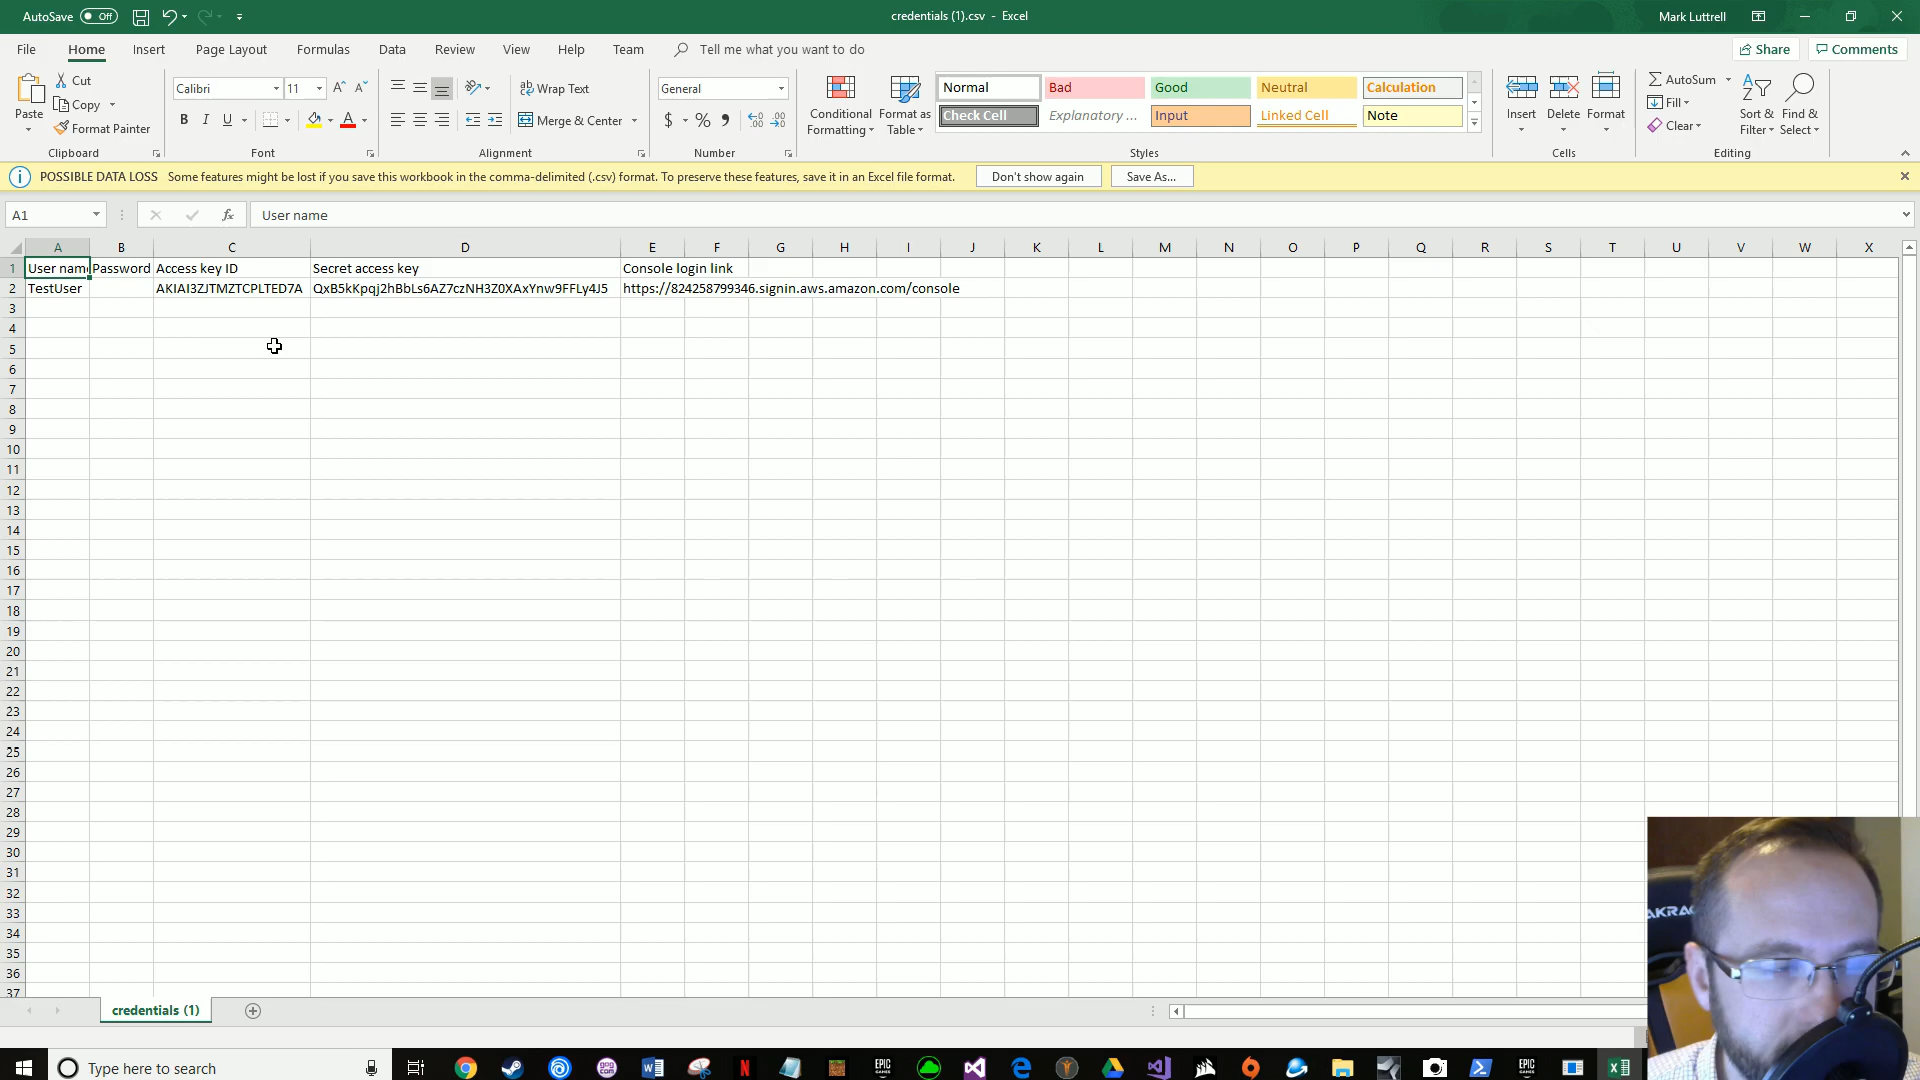 AutoSave Off credentials (1).csv - Excel Mark Luttrell
File Home Insert Page Layout Formulas Data Review View Help Team Tell me what you want to do Share Comments
Paste Cut Copy Format Painter
Calibri 11 A A B I U A
Wrap Text Merge & Center
General $ % ,
Conditional Formatting Format as Table
Normal Bad Good Neutral Calculation
Check Cell Explanatory ... Input Linked Cell Note
Insert Delete Format
AutoSum Fill Clear Sort & Filter Find & Select
Clipboard Font Alignment Number Styles Cells Editing
POSSIBLE DATA LOSS Some features might be lost if you save this workbook in the comma-delimited (.csv) format. To preserve these features, save it in an Excel file format. Don't show again Save As...
A1 fx User name
A B C D E F G H I J K L M N O P Q R S T U V W X
1 User nam Password Access key ID Secret access key Console login link
2 TestUser AKIAI3ZJTMZTCPLTED7A QxB5kKpqj2hBbLs6AZ7czNH3Z0XAxYnw9FFLy4J5 https://824258799346.signin.aws.amazon.com/console
3
4
5
6
7
8
9
10
11
12
13
14
15
16
17
18
19
20
21
22
23
24
25
26
27
28
29
30
31
32
33
34
35
36
37
credentials (1)
Type here to search